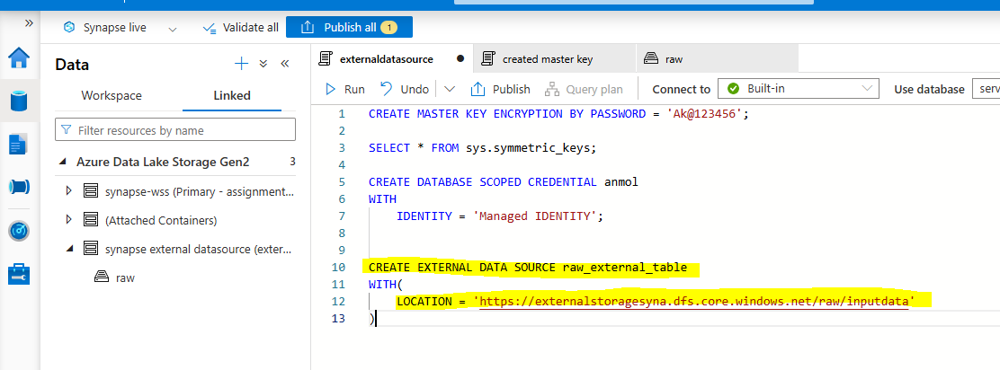 Synapse live
Validate all
Publish all 1
Data
Workspace
Linked
Filter resources by name
Azure Data Lake Storage Gen2 3
synapse-wss (Primary - assignment...
(Attached Containers)
synapse external datasource (exter...
raw
externaldatasource
created master key
raw
Run
Undo
Publish
Query plan
Connect to
Built-in
Use database
1 CREATE MASTER KEY ENCRYPTION BY PASSWORD = 'Ak@123456';
2
3 SELECT * FROM sys.symmetric_keys;
4
5 CREATE DATABASE SCOPED CREDENTIAL anmol
6 WITH
7 IDENTITY = 'Managed IDENTITY';
8
9
10 CREATE EXTERNAL DATA SOURCE raw_external_table
11 WITH(
12 LOCATION = 'https://externalstoragesyna.dfs.core.windows.net/raw/inputdata'
13 )